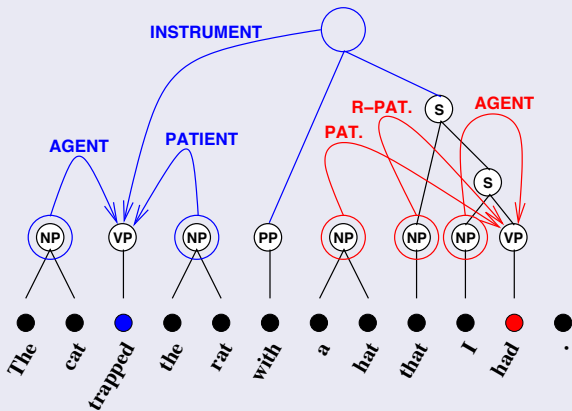 INSTRUMENT
S
R-PAT. AGENT
AGENT PATIENT PAT.
S
NP VP NP PP NP NP NP VP
The cat trapped the rat with a hat that I had .